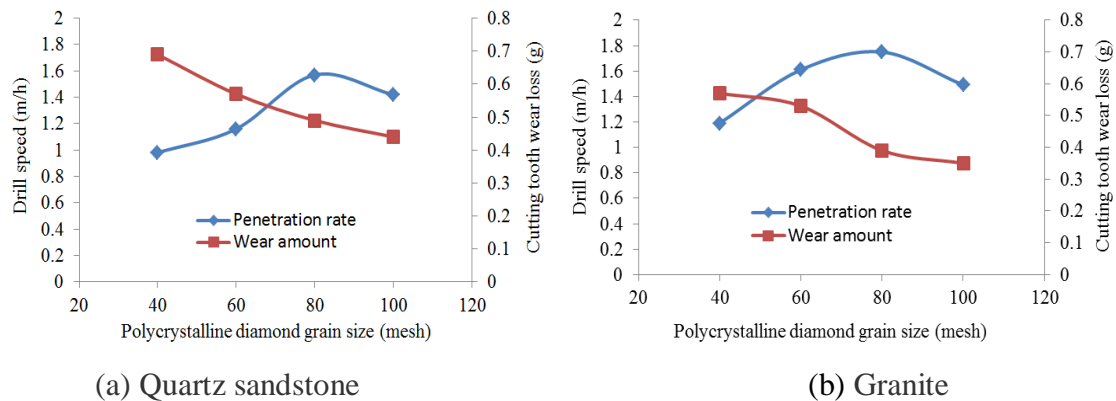 2
1.8
1.6
1.4
1.2
1
0.8
0.6
0.4
0.2
0
Drill speed (m/h)
0.8
0.7
0.6
0.5
0.4
0.3
0.2
0.1
0
Cutting tooth wear loss (g)
Penetration rate
Wear amount
20 40 60 80 100 120
Polycrystalline diamond grain size (mesh)
(a) Quartz sandstone
2
1.8
1.6
1.4
1.2
1
0.8
0.6
0.4
0.2
0
Drill speed (m/h)
0.8
0.7
0.6
0.5
0.4
0.3
0.2
0.1
0
Cutting tooth wear loss (g)
Penetration rate
Wear amount
20 40 60 80 100 120
Polycrystalline diamond grain size (mesh)
(b) Granite